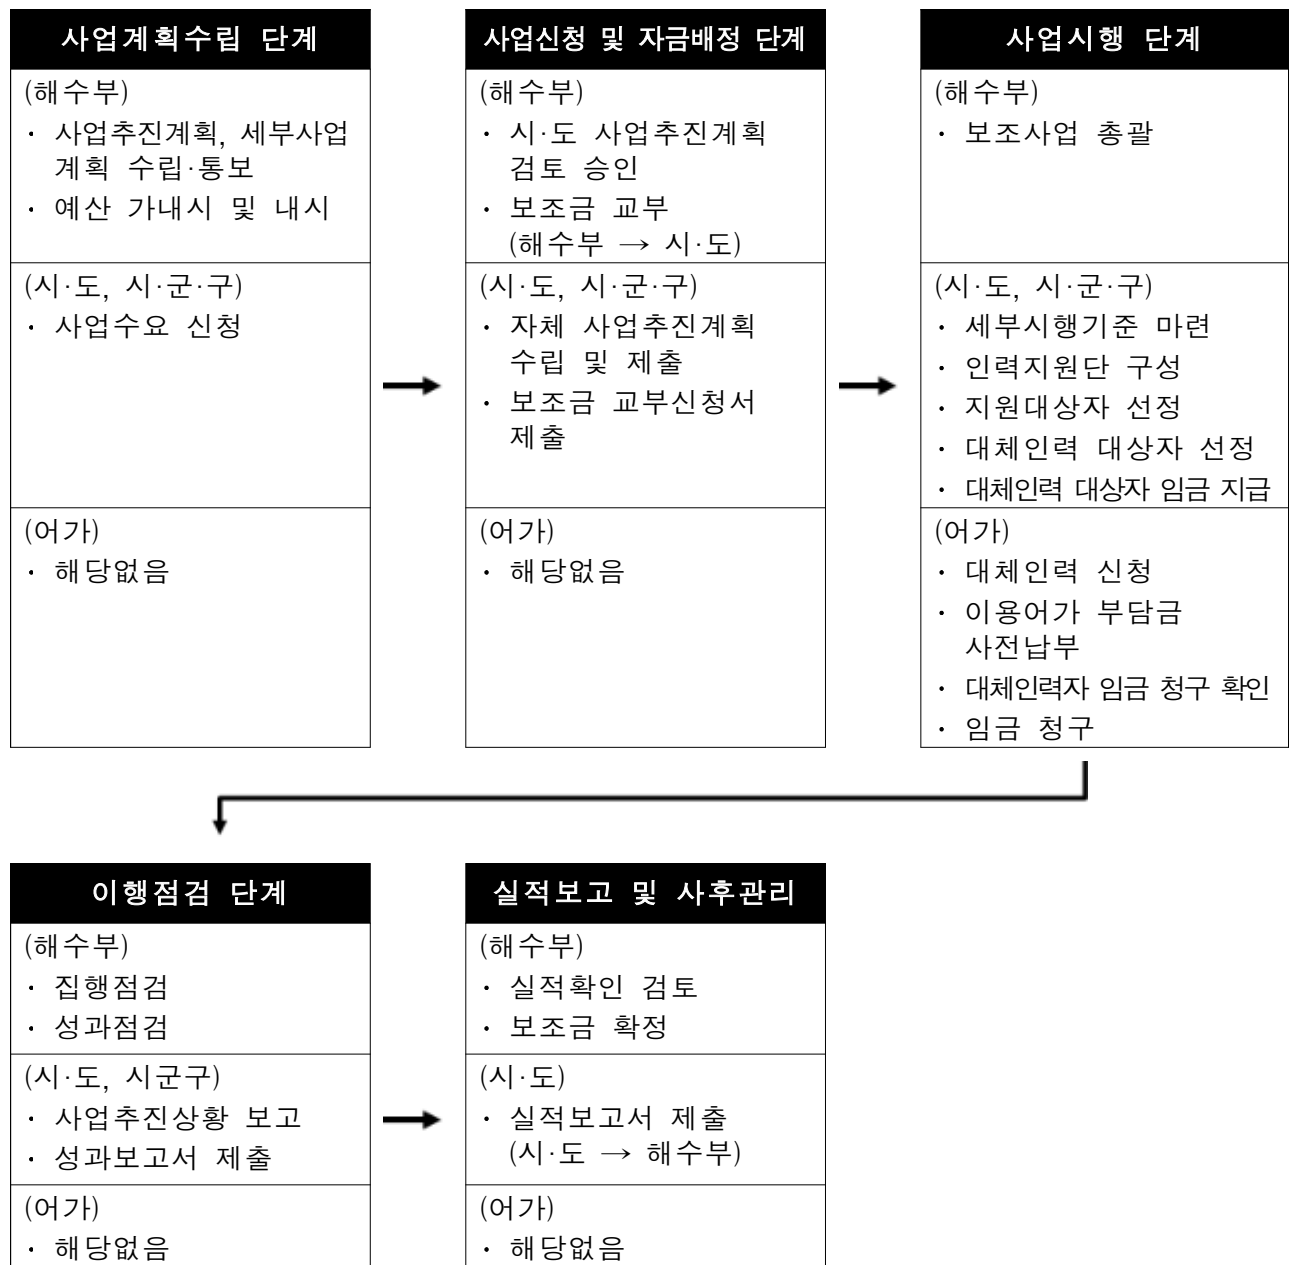 사업계획수립 단계
(해수부)
· 사업추진계획, 세부사업
계획 수립·통보
· 예산 가내시 및 내시
(시·도, 시·군·구)
· 사업수요 신청
(어가)
· 해당없음
사업신청 및 자금배정 단계
(해수부)
· 시·도 사업추진계획
검토 승인
· 보조금 교부
(해수부 → 시·도)
(시·도, 시·군·구)
· 자체 사업추진계획
수립 및 제출
· 보조금 교부신청서
제출
(어가)
· 해당없음
사업시행 단계
(해수부)
· 보조사업 총괄
(시·도, 시·군·구)
· 세부시행기준 마련
· 인력지원단 구성
· 지원대상자 선정
· 대체인력 대상자 선정
· 대체인력 대상자 임금 지급
(어가)
· 대체인력 신청
· 이용어가 부담금
사전납부
· 대체인력자 임금 청구 확인
· 임금 청구
이행점검 단계
(해수부)
· 집행점검
· 성과점검
(시·도, 시군구)
· 사업추진상황 보고
· 성과보고서 제출
(어가)
· 해당없음
실적보고 및 사후관리
(해수부)
· 실적확인 검토
· 보조금 확정
(시·도)
· 실적보고서 제출
(시·도 → 해수부)
(어가)
· 해당없음